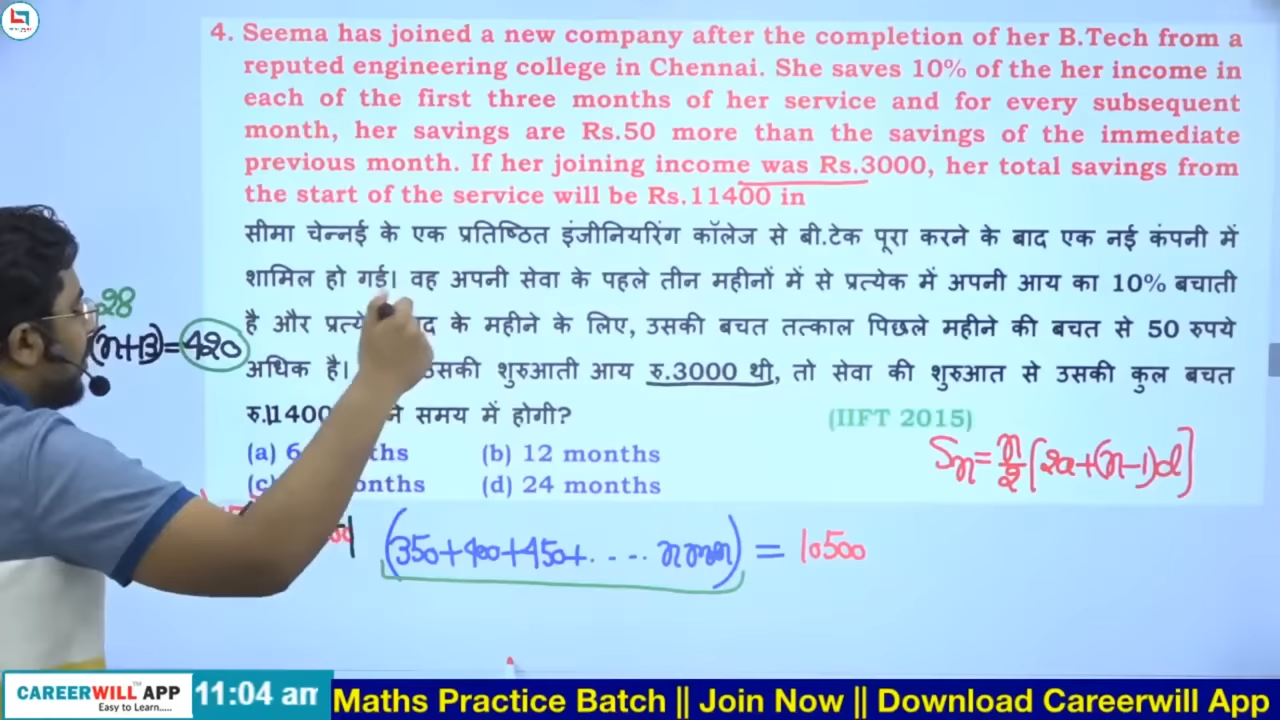 4. Seema has joined a new company after the completion of her B.Tech from a
reputed engineering college in Chennai. She saves 10% of the her income in
each of the first three months of her service and for every subsequent
month, her savings are Rs.50 more than the savings of the immediate
previous month. If her joining income was Rs.3000, her total savings from
the start of the service will be Rs.11400 in
सीमा चेन्नई के एक प्रतिष्ठित इंजीनियरिंग कॉलेज से बी.टेक पूरा करने के बाद एक नई कंपनी में
शामिल हो गई। वह अपनी सेवा के पहले तीन महीनों में से प्रत्येक में अपनी आय का 10% बचाती
है और के महीने के लिए, उसकी बचत तत्काल पिछले महीने की बचत से 50 रुपये
अधिक है। उसकी शुरुआती आय रु.3000 थी, तो सेवा की शुरुआत से उसकी कुल बचत
रु.11400 समय में होगी?
(IIFT 2015)
(a) 6 (b) 12 months
(d) 24 months
28
(n+13)=420
Sn=n/2[2a+(n-1)d]
(350+400+450+..... ) = 10500
CAREERWILL APP
Easy to Learn.....
11:04 am
Maths Practice Batch || Join Now || Download Careerwill App